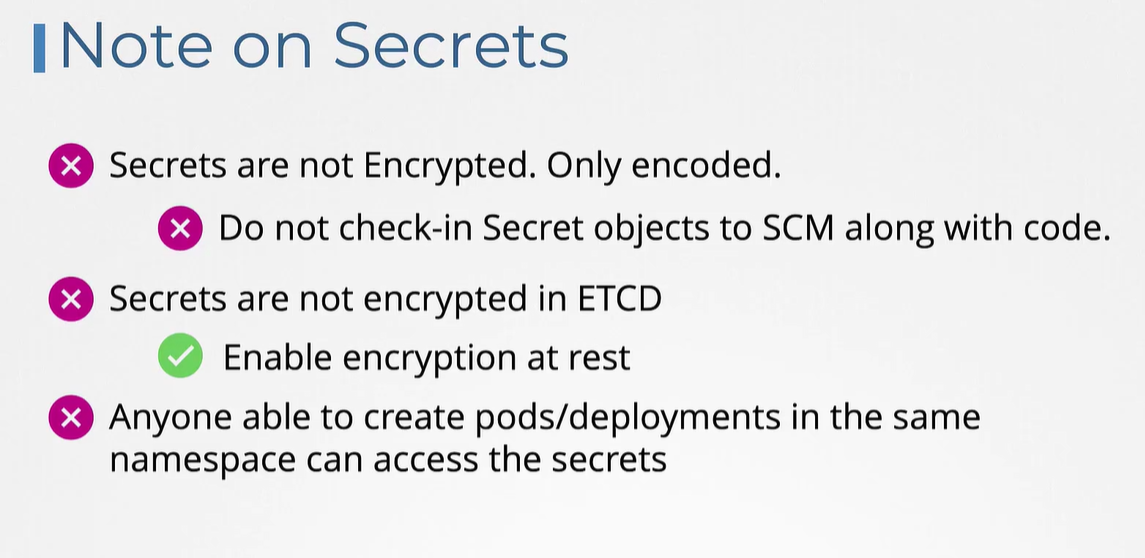 Note on Secrets
Secrets are not Encrypted. Only encoded.
Do not check-in Secret objects to SCM along with code.
Secrets are not encrypted in ETCD
Enable encryption at rest
Anyone able to create pods/deployments in the same
namespace can access the secrets